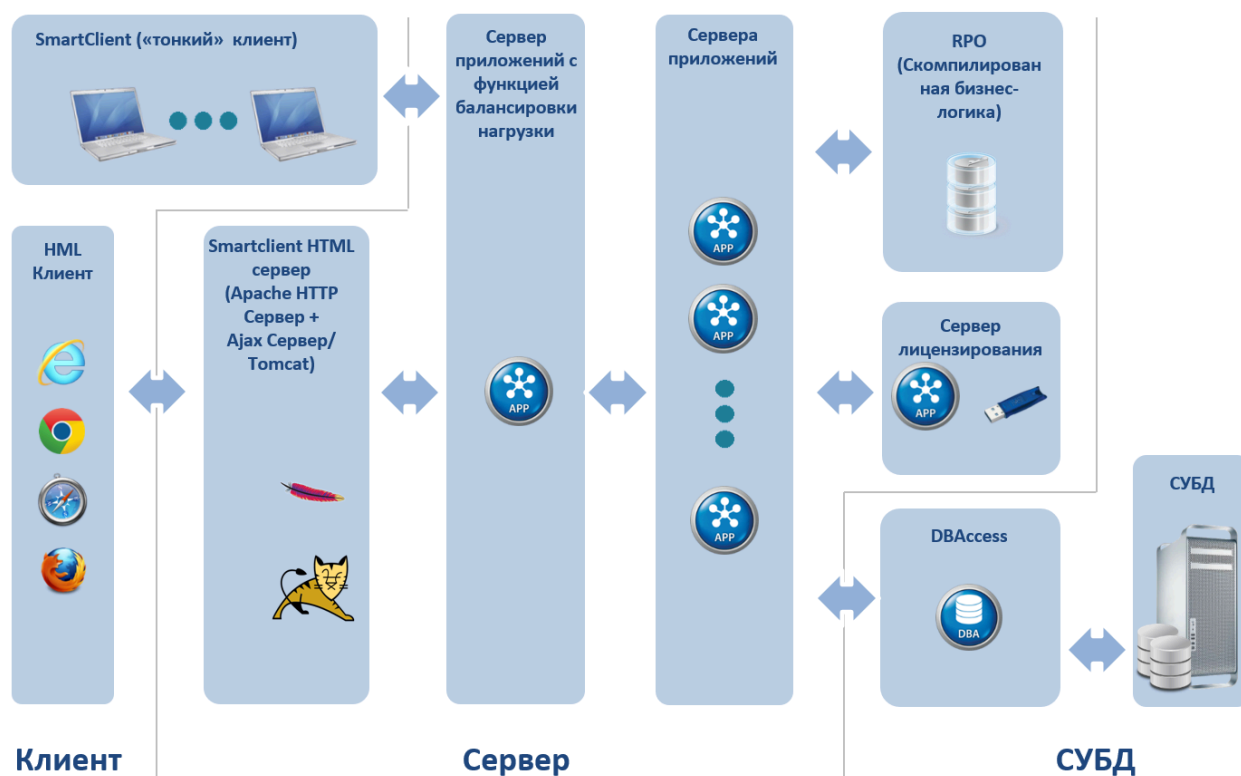 SmartClient («тонкий» клиент)
Сервер
приложений с
функцией
балансировки
нагрузки
Сервера
приложений
RPO
(Скомпилирован
ная бизнес-
логика)
HML
Клиент
Smartclient HTML
сервер
(Apache HTTP
Сервер +
Ajax Сервер/
Tomcat)
APP
APP
APP
APP
Сервер
лицензирования
APP
DBAccess
DBA
СУБД
Клиент
Сервер
СУБД